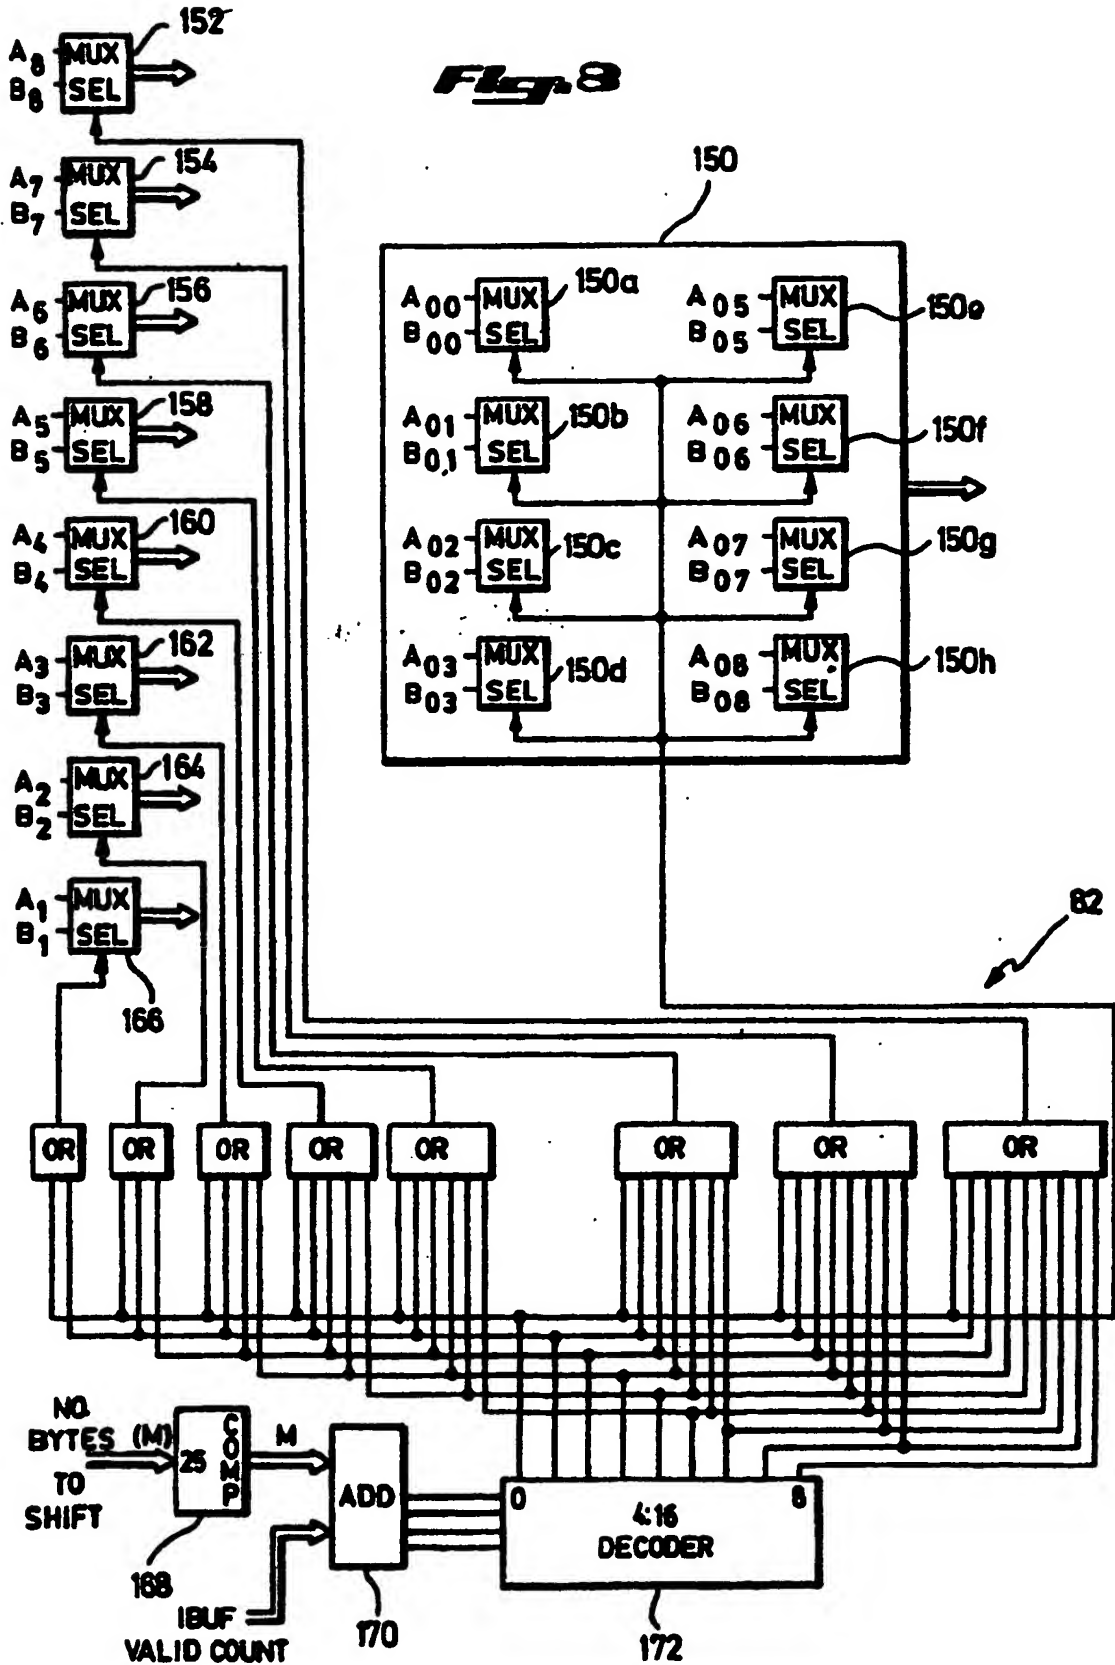 Fig. 8
152
A8 MUX
B8 SEL
154
A7 MUX
B7 SEL
156
A6 MUX
B6 SEL
158
A5 MUX
B5 SEL
160
A4 MUX
B4 SEL
162
A3 MUX
B3 SEL
164
A2 MUX
B2 SEL
A1 MUX
B1 SEL
166
150
A00 MUX 150a
B00 SEL
A01 MUX 150b
B01 SEL
A02 MUX 150c
B02 SEL
A03 MUX 150d
B03 SEL
A05 MUX 150e
B05 SEL
A06 MUX 150f
B06 SEL
A07 MUX 150g
B07 SEL
A08 MUX 150h
B08 SEL
82
OR OR OR OR OR OR OR OR
NO.
BYTES (M)
TO
SHIFT
25 COMP
168
M
ADD
170
IBUF
VALID COUNT
0 8
4:16
DECODER
172